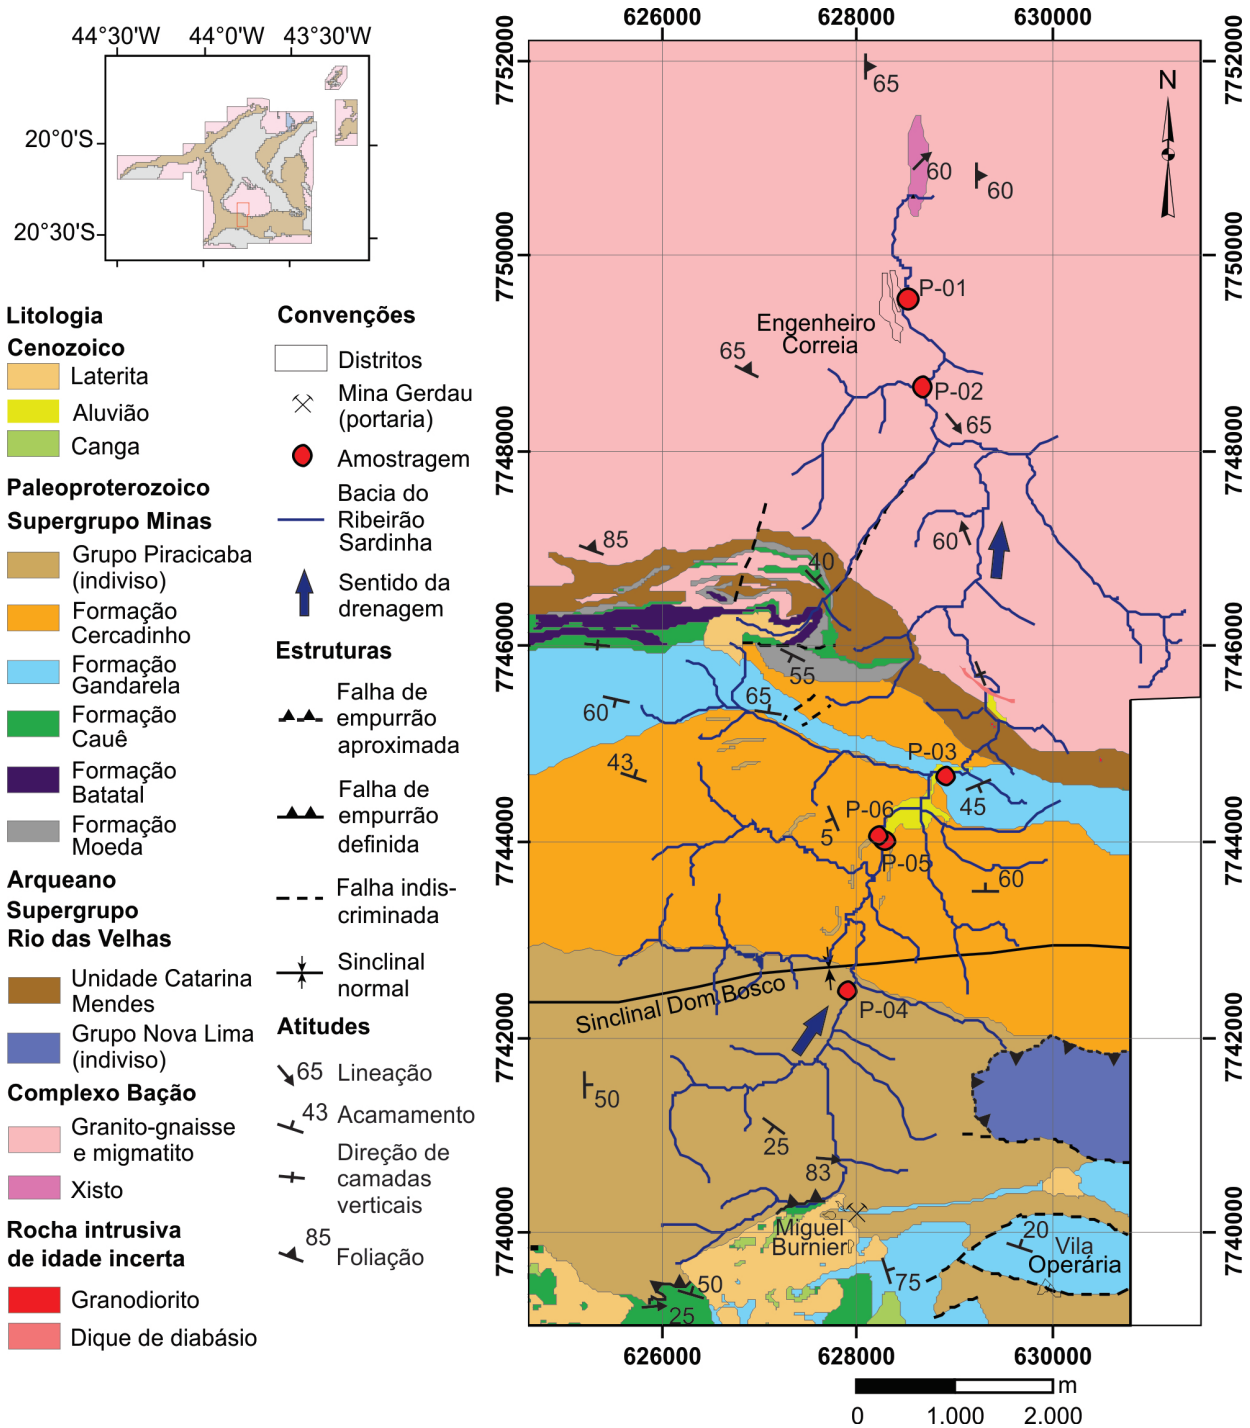 44°30'W 44°0'W 43°30'W
20°0'S
20°30'S
Litologia
Cenozoico
Laterita
Aluvião
Canga
Paleoproterozoico
Supergrupo Minas
Grupo Piracicaba
(indiviso)
Formação
Cercadinho
Formação
Gandarela
Formação
Cauê
Formação
Batatal
Formação
Moeda
Arqueano
Supergrupo
Rio das Velhas
Unidade Catarina
Mendes
Grupo Nova Lima
(indiviso)
Complexo Bação
Granito-gnaisse
e migmatito
Xisto
Rocha intrusiva
de idade incerta
Granodiorito
Dique de diabásio
Convenções
Distritos
Mina Gerdau
(portaria)
Amostragem
Bacia do
Ribeirão
Sardinha
Sentido da
drenagem
Estruturas
Falha de
empurrão
aproximada
Falha de
empurrão
definida
Falha indis-
criminada
Sinclinal
normal
Atitudes
65 Lineação
43 Acamamento
Direção de
camadas
verticais
85 Foliação
626000 628000 630000
7752000 7752000
7750000 7750000
7748000 7748000
7746000 7746000
7744000 7744000
7742000 7742000
7740000 7740000
N
65
60
60
P-01
Engenheiro
Correia
65
P-02
65
85
60
40
55
65
60
P-03
43
45
P-06
5
P-05
60
Sinclinal Dom Bosco
P-04
50
25
83
Miguel
Burnier
20
Vila
Operária
75
50
25
626000 628000 630000
m
0 1.000 2.000